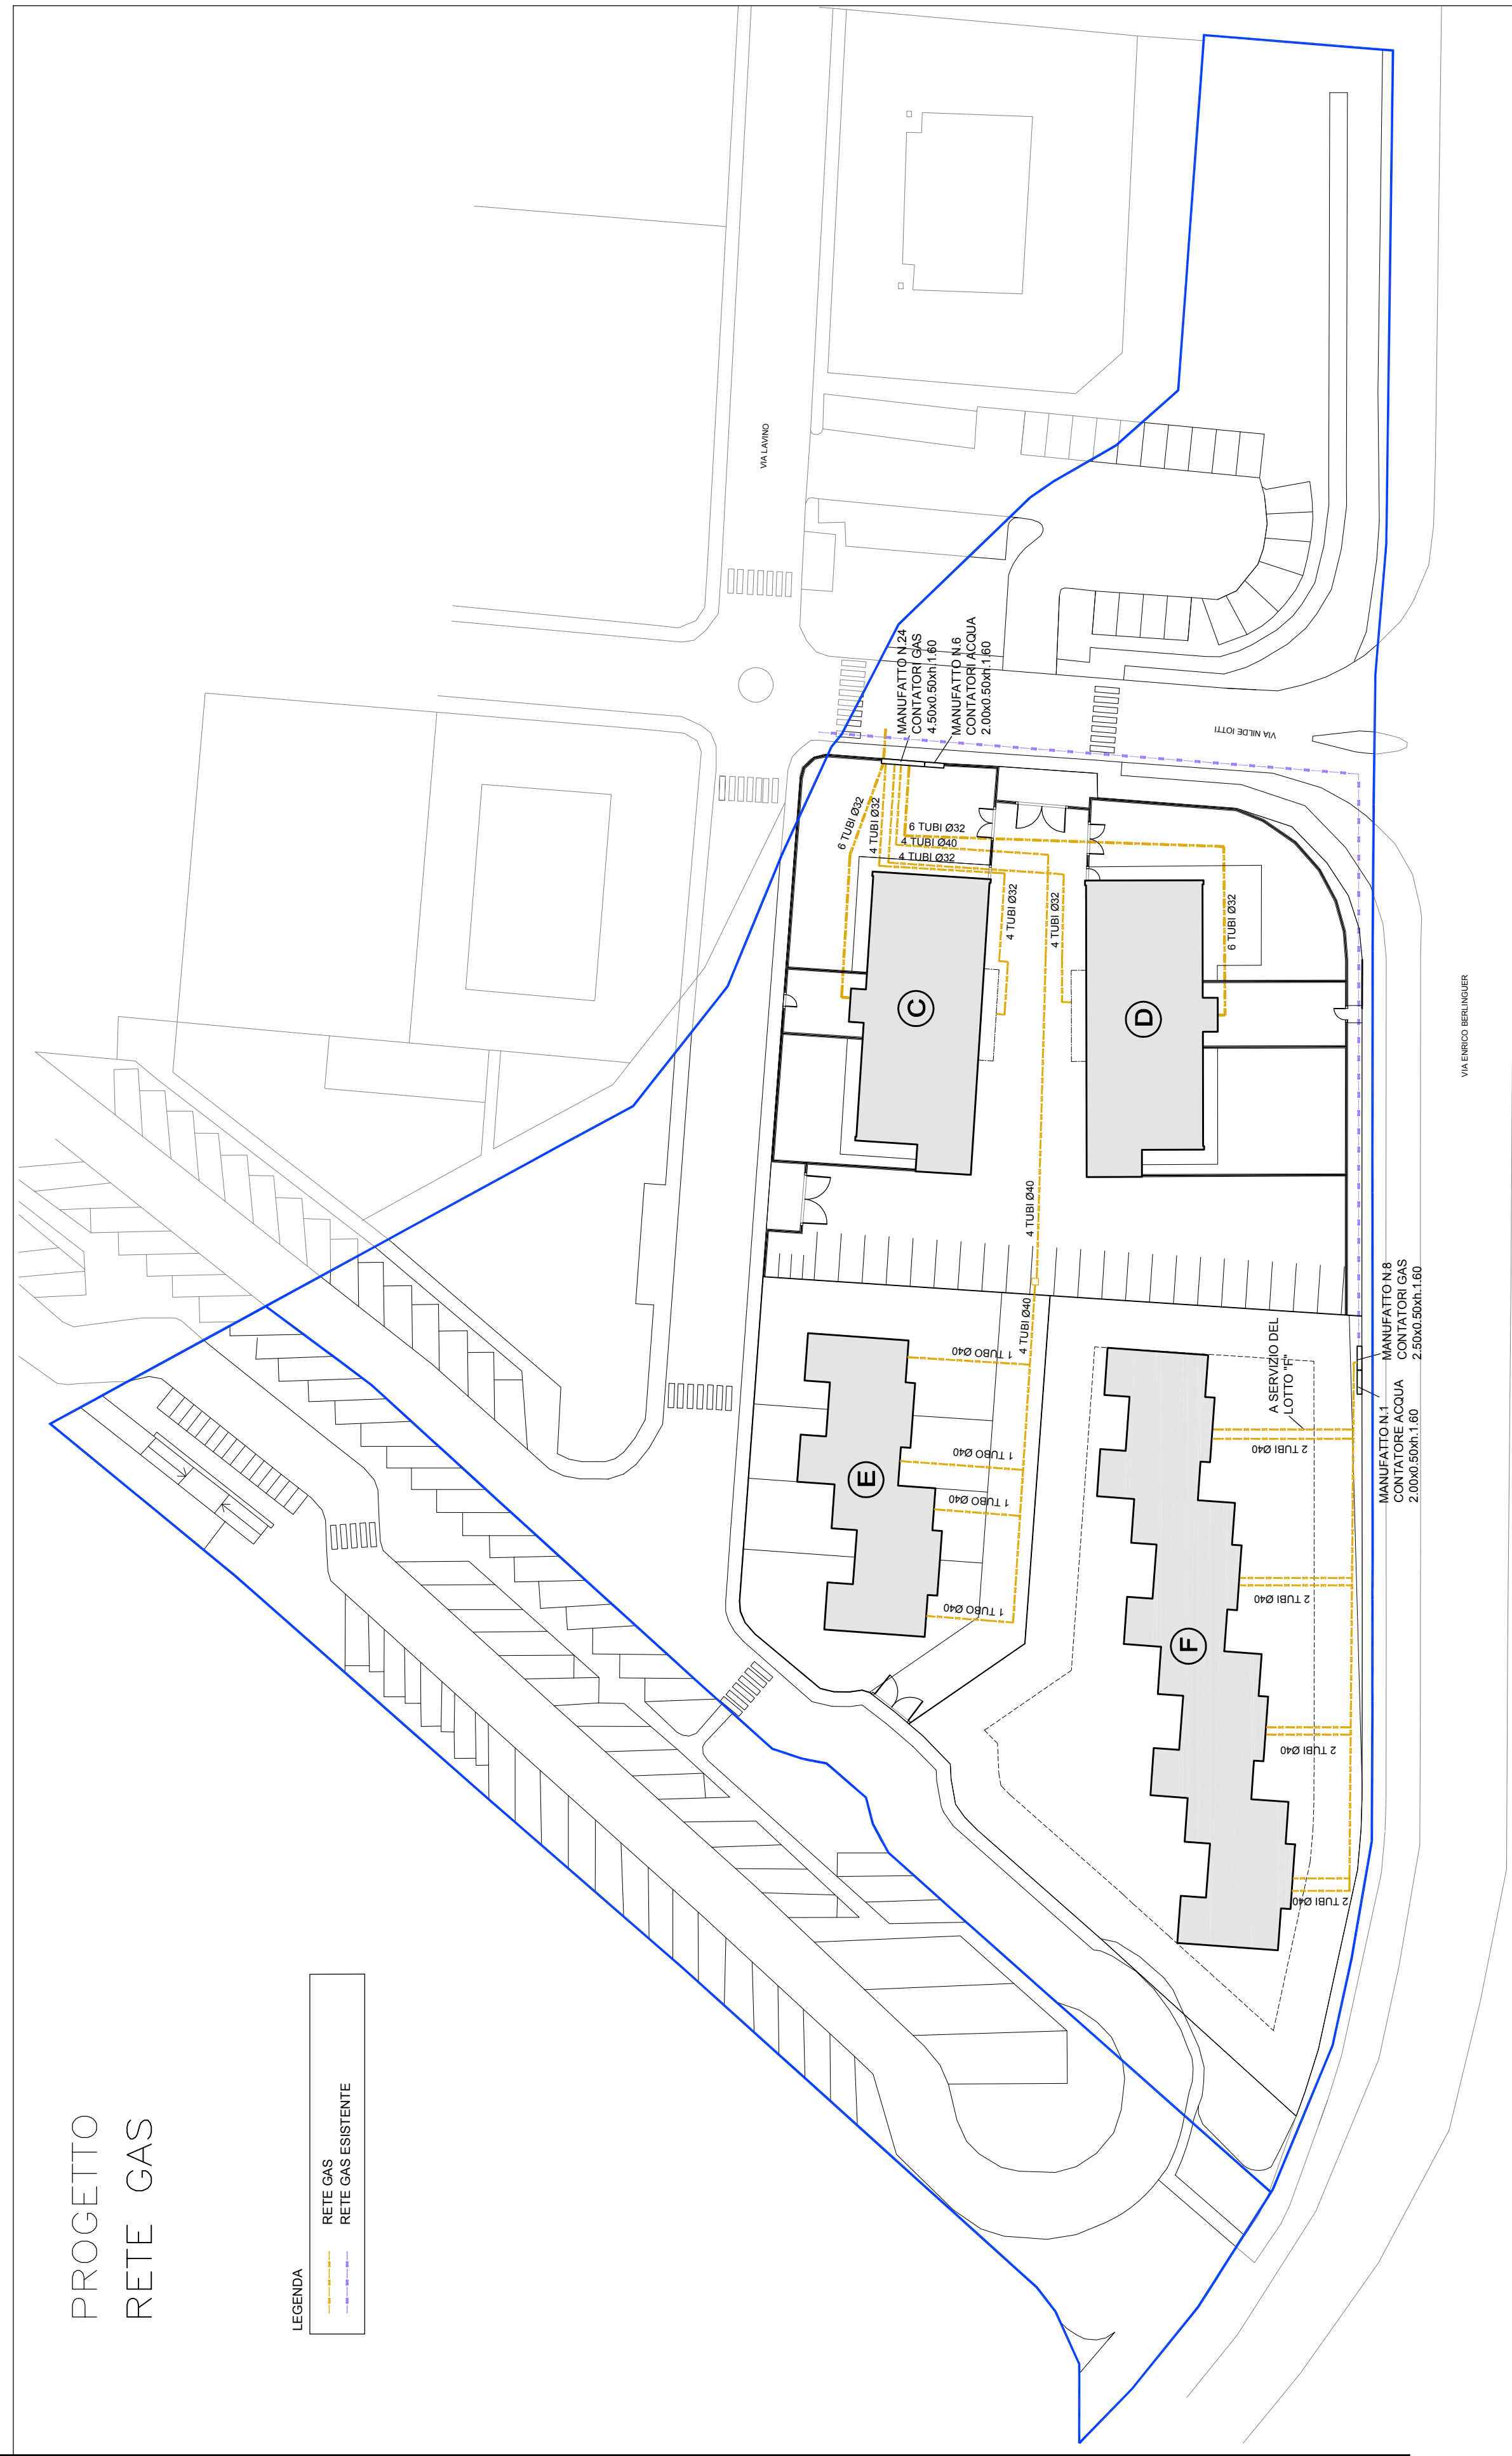 PROGETTO
RETE GAS
LEGENDA
RETE GAS
RETE GAS ESISTENTE
VIA LAVINO
MANUFATTO N.24
CONTATORI GAS
4.50x0.50xh.1.60
MANUFATTO N.6
CONTATORI ACQUA
2.00x0.50xh.1.60
VIA NILDE IOTTI
6 TUBI Ø32
4 TUBI Ø32
6 TUBI Ø32
4 TUBI Ø40
4 TUBI Ø32
4 TUBI Ø32
4 TUBI Ø32
6 TUBI Ø32
C
D
VIA ENRICO BERLINGUER
4 TUBI Ø40
4 TUBI Ø40
1 TUBO Ø40
1 TUBO Ø40
1 TUBO Ø40
1 TUBO Ø40
E
A SERVIZIO DEL
LOTTO "F"
MANUFATTO N.8
CONTATORI GAS
2.50x0.50xh.1.60
MANUFATTO N.1
CONTATORE ACQUA
2.00x0.50xh.1.60
2 TUBI Ø40
2 TUBI Ø40
2 TUBI Ø40
2 TUBI Ø40
F